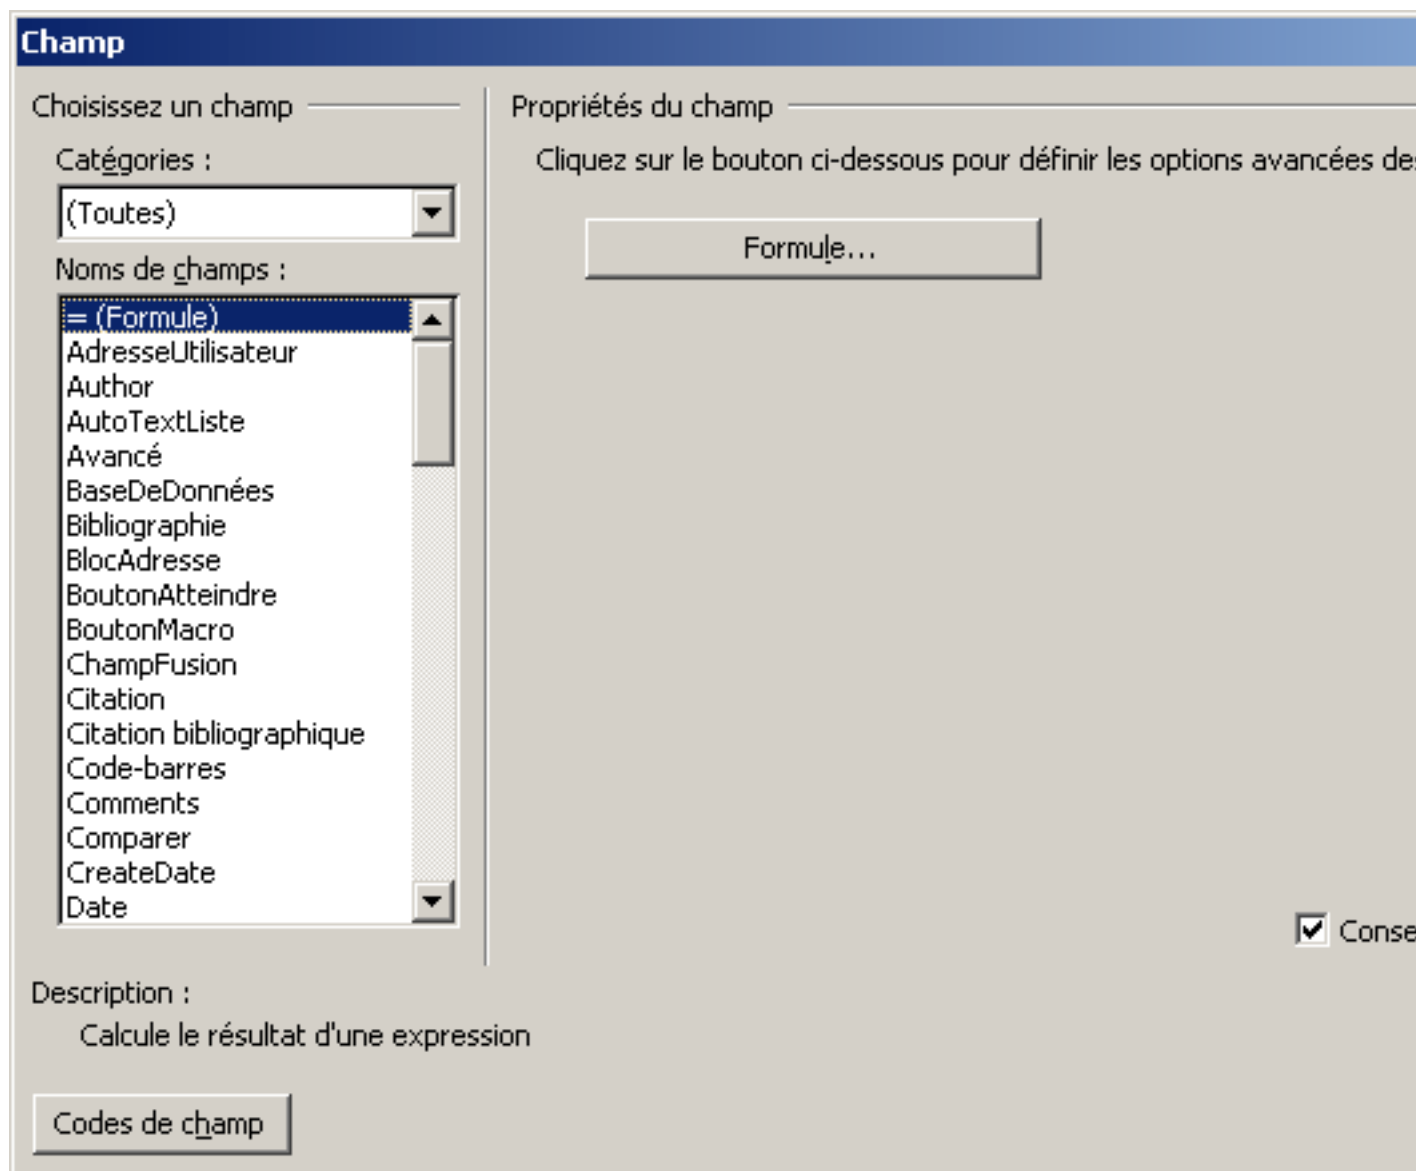 Champ
Choisissez un champ
Catégories :
(Toutes)
Noms de champs :
= (Formule)
AdresseUtilisateur
Author
AutoTextListe
Avancé
BaseDeDonnées
Bibliographie
BlocAdresse
BoutonAtteindre
BoutonMacro
ChampFusion
Citation
Citation bibliographique
Code-barres
Comments
Comparer
CreateDate
Date
Propriétés du champ
Cliquez sur le bouton ci-dessous pour définir les options avancées
Formule...
Description :
Calcule le résultat d'une expression
Codes de champ